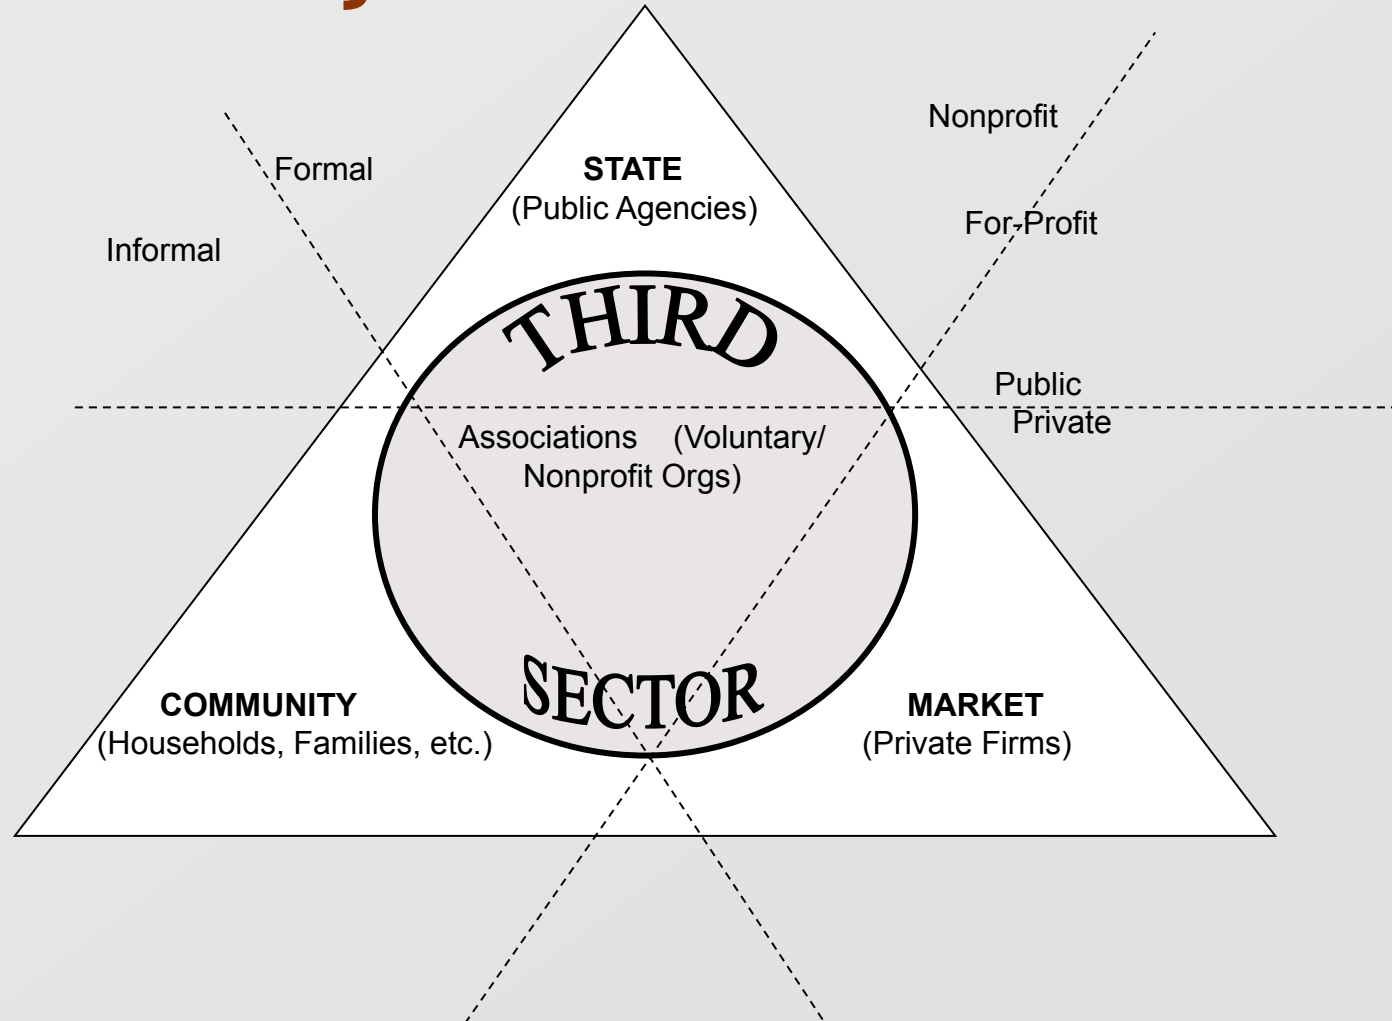 Nonprofit
Formal
STATE
(Public Agencies)
For-Profit
Informal
THIRD
Public
Private
Associations (Voluntary/
Nonprofit Orgs)
SECTOR
COMMUNITY
(Households, Families, etc.)
MARKET
(Private Firms)